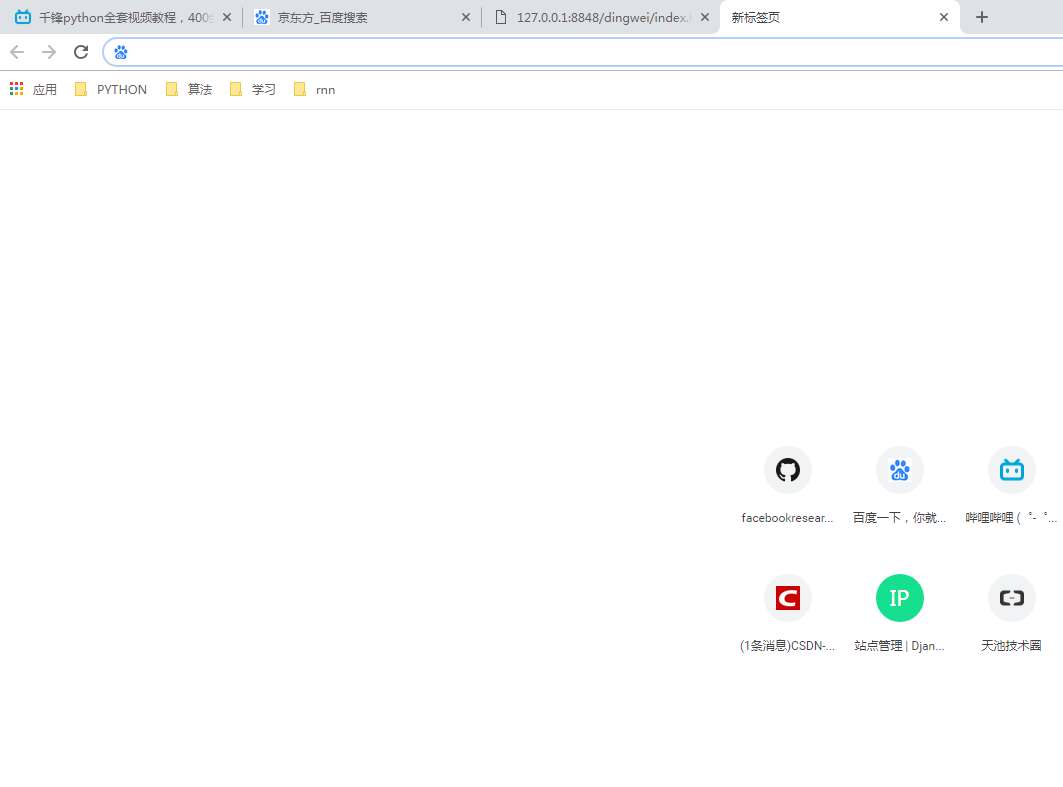 千锋python全套视频教程，400
京东方_百度搜索
127.0.0.1:8848/dingwei/index.
新标签页
应用
PYTHON
算法
学习
rnn
facebookresear...
百度一下，你就...
哔哩哔哩 ( ゜- ゜...
(1条消息)CSDN-...
IP
站点管理 | Djan...
天池技术圈